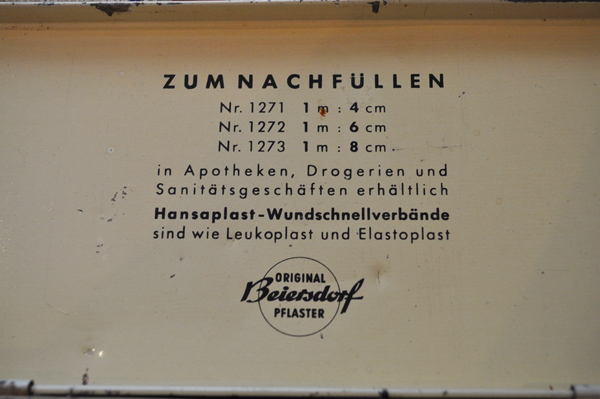 ZUM NACHFÜLLEN
Nr. 1271 1 m : 4 cm
Nr. 1272 1 m : 6 cm
Nr. 1273 1 m : 8 cm
in Apotheken, Drogerien und
Sanitätsgeschäften erhältlich
Hansaplast-Wundschnellverbände
sind wie Leukoplast und Elastoplast
ORIGINAL
Beiersdorf
PFLASTER